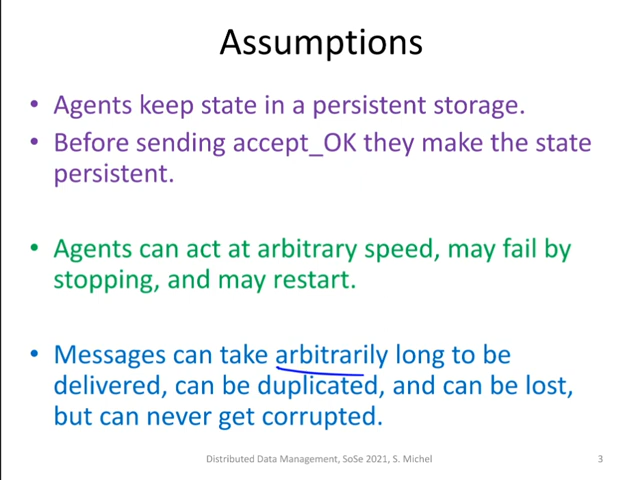 Assumptions
• Agents keep state in a persistent storage.
• Before sending accept_OK they make the state
persistent.
• Agents can act at arbitrary speed, may fail by
stopping, and may restart.
• Messages can take arbitrarily long to be
delivered, can be duplicated, and can be lost,
but can never get corrupted.
Distributed Data Management, SoSe 2021, S. Michel
3